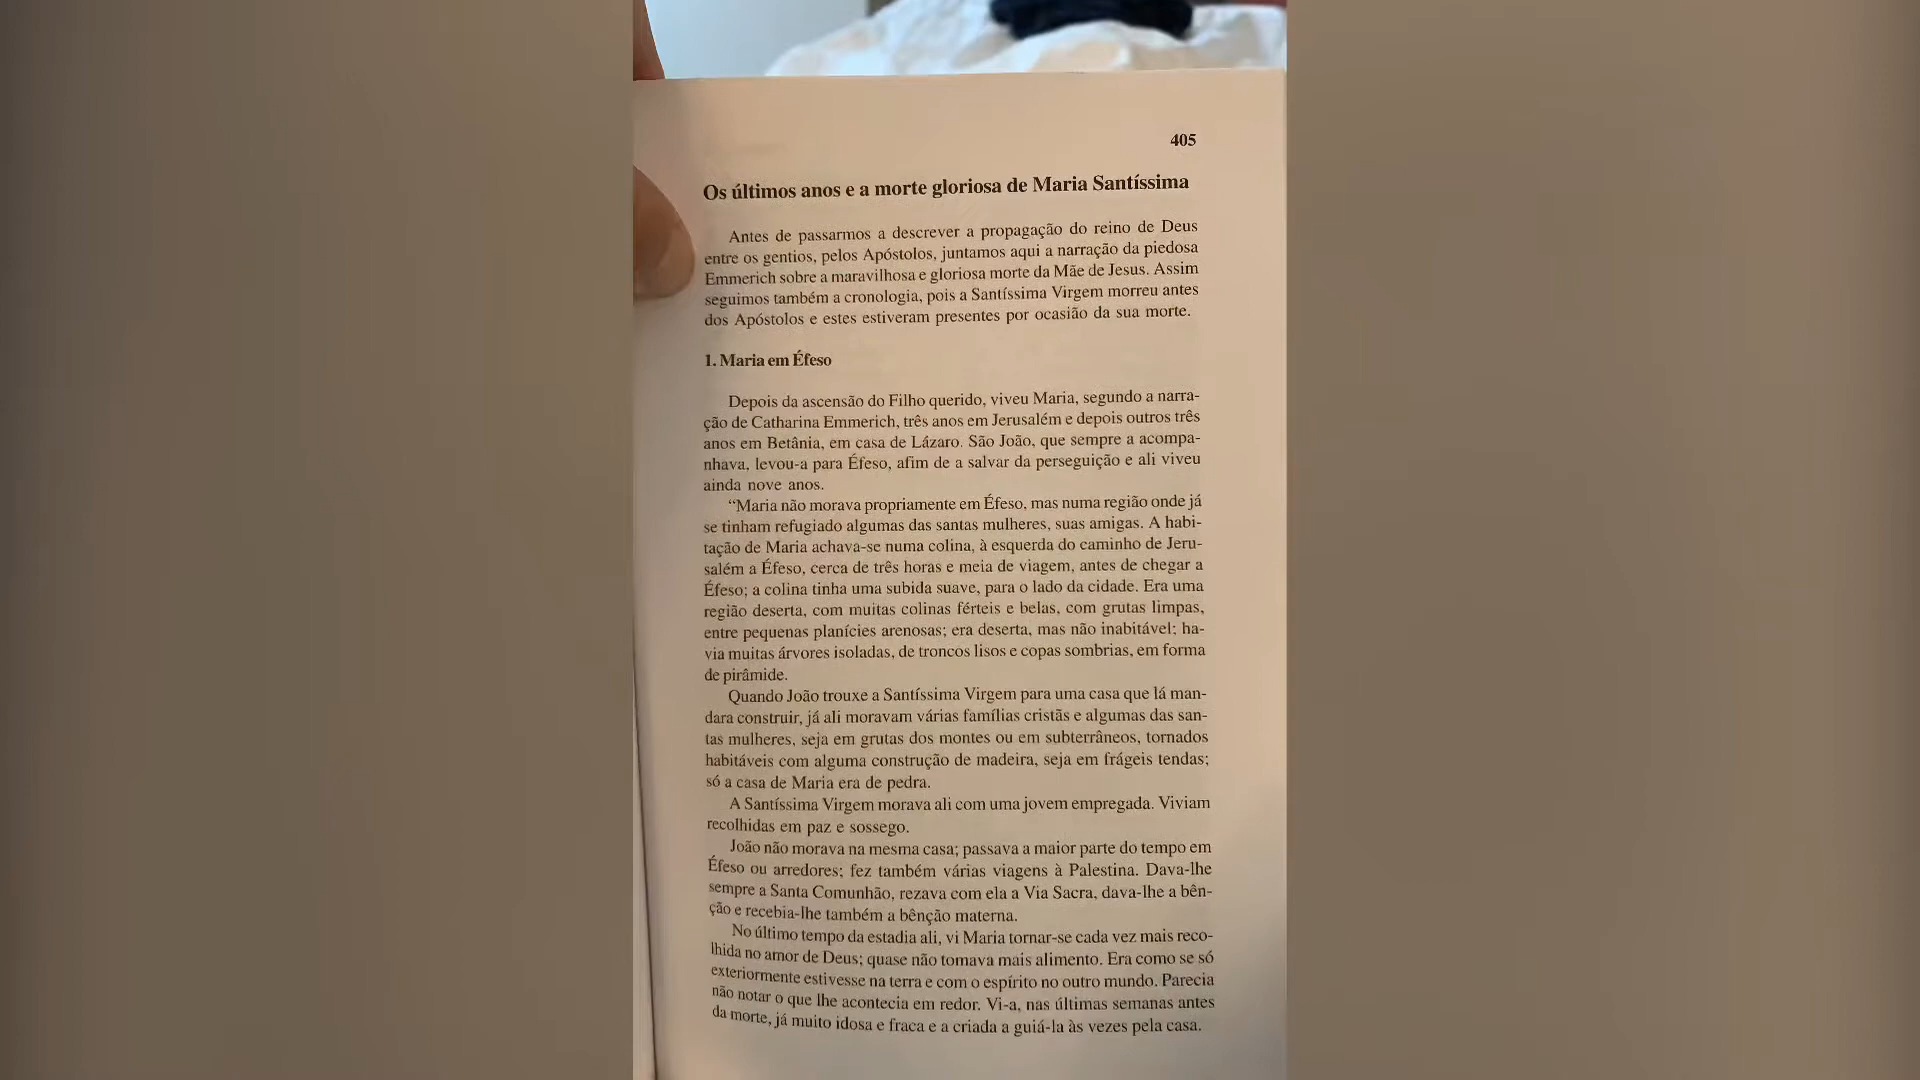 405
Os últimos anos e a morte gloriosa de Maria Santíssima
Antes de passarmos a descrever a propagação do reino de Deus
entre os gentios, pelos Apóstolos, juntamos aqui a narração da piedosa
Emmerich sobre a maravilhosa e gloriosa morte da Mãe de Jesus. Assim
seguimos também a cronologia, pois a Santíssima Virgem morreu antes
dos Apóstolos e estes estiveram presentes por ocasião da sua morte.
1. Maria em Éfeso
Depois da ascensão do Filho querido, viveu Maria, segundo a narra-
ção de Catharina Emmerich, três anos em Jerusalém e depois outros três
anos em Betânia, em casa de Lázaro. São João, que sempre a acompa-
nhava, levou-a para Éfeso, afim de a salvar da perseguição e ali viveu
ainda nove anos.
“Maria não morava propriamente em Éfeso, mas numa região onde já
se tinham refugiado algumas das santas mulheres, suas amigas. A habi-
tação de Maria achava-se numa colina, à esquerda do caminho de Jeru-
salém a Éfeso, cerca de três horas e meia de viagem, antes de chegar a
Éfeso; a colina tinha uma subida suave, para o lado da cidade. Era uma
região deserta, com muitas colinas férteis e belas, com grutas limpas,
entre pequenas planícies arenosas; era deserta, mas não inabitável; ha-
via muitas árvores isoladas, de troncos lisos e copas sombrias, em forma
de pirâmide.
Quando João trouxe a Santíssima Virgem para uma casa que lá man-
dara construir, já ali moravam várias famílias cristãs e algumas das san-
tas mulheres, seja em grutas dos montes ou em subterrâneos, tornados
habitáveis com alguma construção de madeira, seja em frágeis tendas;
só a casa de Maria era de pedra.
A Santíssima Virgem morava ali com uma jovem empregada. Viviam
recolhidas em paz e sossego.
João não morava na mesma casa; passava a maior parte do tempo em
Éfeso ou arredores; fez também várias viagens à Palestina. Dava-lhe
sempre a Santa Comunhão, rezava com ela a Via Sacra, dava-lhe a bên-
ção e recebia-lhe também a bênção materna.
No último tempo da estadia ali, vi Maria tornar-se cada vez mais reco-
lhida no amor de Deus; quase não tomava mais alimento. Era como se só
exteriormente estivesse na terra e com o espírito no outro mundo. Parecia
não notar o que lhe acontecia em redor. Vi-a, nas últimas semanas antes
da morte, já muito idosa e fraca e a criada a guiá-la às vezes pela casa.